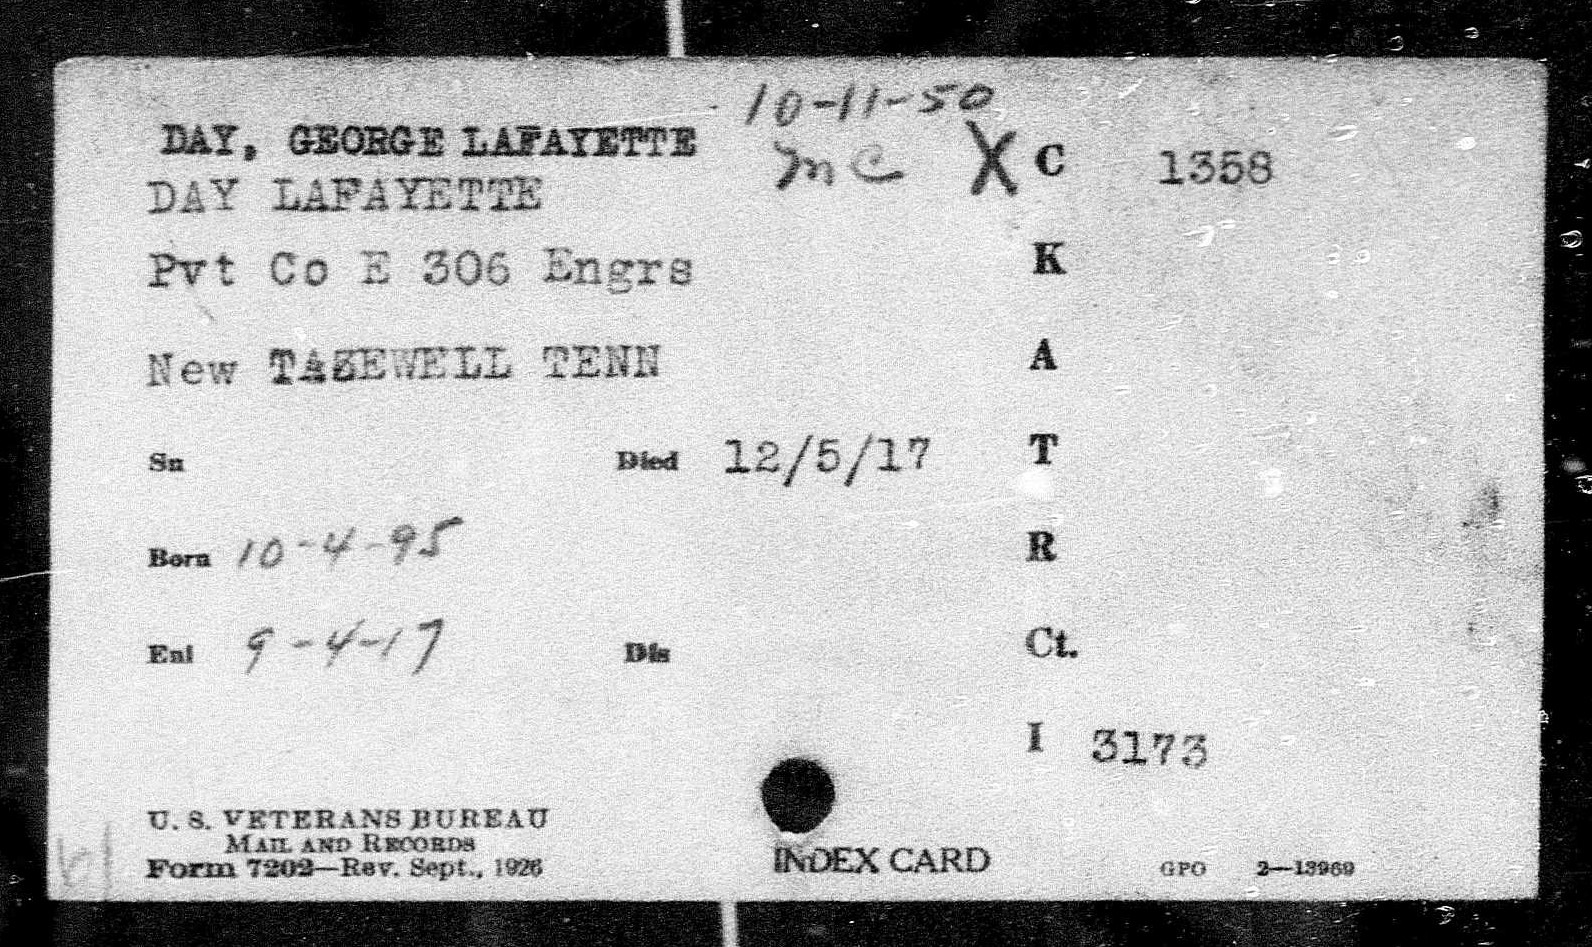 10-11-50
DAY, GEORGE LAFAYETTE
mc X C 1358
DAY LAFAYETTE
Pvt Co E 306 Engrs K
New TAZEWELL TENN A
Sn Died 12/5/17 T
Born 10-4-95 R
Enl 9-4-17 Dis Ct.
I 3173
U. S. VETERANS BUREAU
MAIL AND RECORDS
Form 7202—Rev. Sept., 1926 INDEX CARD GPO 2—13969